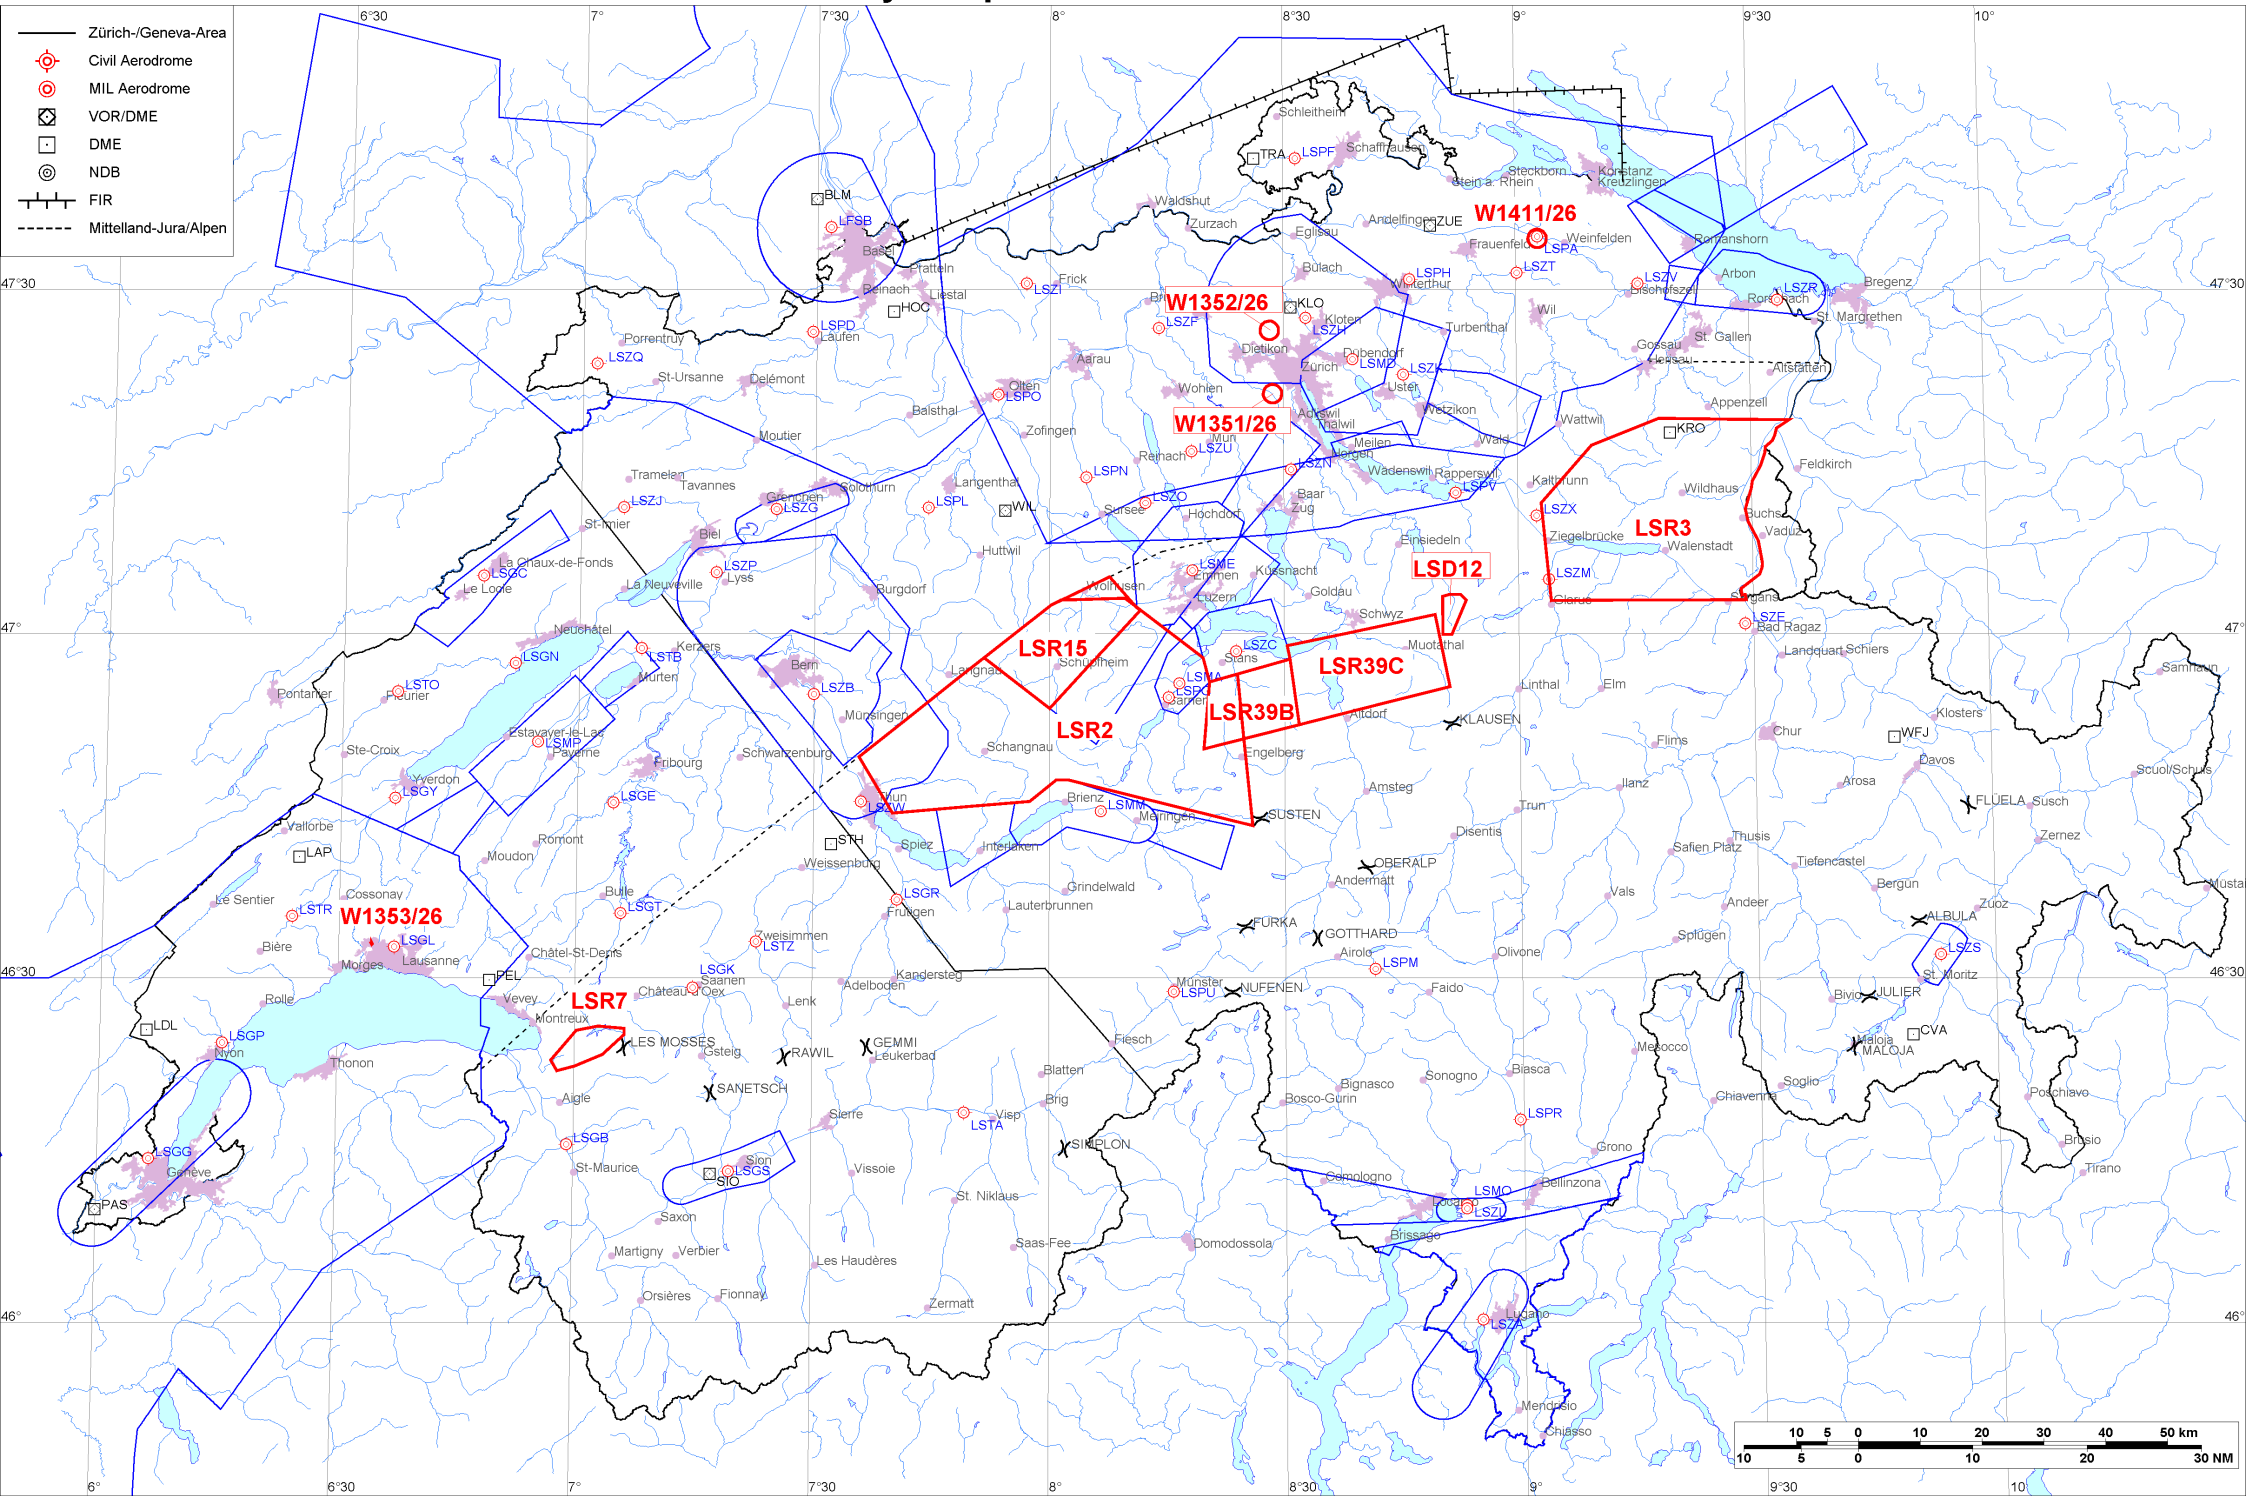 6°30
7°
7°30
8°
8°30
9°
9°30
10°
Zürich-/Geneva-Area
Civil Aerodrome
MIL Aerodrome
VOR/DME
DME
NDB
FIR
Mittelland-Jura/Alpen
Schleitheim
TRA
LSPF
Schaffhausen
Steckborn
Stein a. Rhein
Konstanz
Kreuzlingen
BLM
LFSB
Basel
Waldshut
Zurzach
Eglisau
Andelfingen
ZUE
W1411/26
LSPA
Weinfelden
Frauenfeld
Romanshorn
Pratteln
Reinach
Liestal
HOC
LSZI
Frick
Bülach
LSPH
Winterthur
LSZT
LSZV
Bischofszell
Arbon
LSZR
Rorschach
Bregenz
St. Margrethen
47°30
47°30
W1352/26
KLO
Kloten
LSZH
LSZF
LSPD
Laufen
Porrentruy
LSZQ
Turbenthal
Wil
St. Gallen
Gossau
Herisau
Altstätten
Dietikon
Zürich
Dübendorf
LSMD
LSZK
Uster
Wetzikon
Aarau
St-Ursanne
Delémont
Olten
LSPO
Wohlen
Balsthal
Appenzell
W1351/26
Adliswil
Thalwil
Wattwil
KRO
Moutier
Zofingen
Muri
LSZU
Meilen
Horgen
Wald
Reinach
LSZN
Wädenswil
Rapperswil
LSPV
Feldkirch
Tramelan
Tavannes
LSPN
Langenthal
Solothurn
Grenchen
LSZG
LSZJ
LSPL
WIL
LSZO
Sursee
Hochdorf
Baar
Zug
Kaltbrunn
LSZX
Wildhaus
Buchs
LSR3
Vaduz
St-Imier
Biel
Huttwil
Einsiedeln
Ziegelbrücke
Walenstadt
La Chaux-de-Fonds
LSGC
Le Locle
La Neuveville
LSZP
Lyss
Burgdorf
Wolhusen
LSME
Emmen
Küssnacht
Luzern
Goldau
LSD12
LSZM
Glarus
Sargans
LSZE
Bad Ragaz
Schwyz
47°
47°
Neuchâtel
LSGN
LSTB
Kerzers
Murten
Bern
LSZB
Langnau
LSR15
Schüpfheim
LSZC
Stans
LSMA
LSPG
Sarnen
LSR39C
Muotathal
Landquart
Schiers
Samnaun
Pontarlier
LSTO
Fleurier
Linthal
Elm
Münsingen
LSR2
LSR39B
Altdorf
KLAUSEN
Klosters
Ste-Croix
Estavayer-le-Lac
LSMP
Payerne
Schwarzenburg
Schangnau
Engelberg
Flims
Chur
WFJ
Davos
Fribourg
Yverdon
LSGY
LSGE
Thun
LSZW
Brienz
LSMM
Meiringen
Amsteg
SUSTEN
Ilanz
Trun
Arosa
Scuol/Schuls
FLÜELA
Susch
Zernez
Vallorbe
LAP
Romont
Moudon
STH
Spiez
Interlaken
Weissenburg
Disentis
Thusis
Safien Platz
Tiefencastel
OBERALP
Andermatt
Grindelwald
Bergün
Vals
Andeer
Zuoz
ALBULA
Le Sentier
Cossonay
LSTR
W1353/26
Bulle
LSGT
LSGR
Frutigen
Lauterbrunnen
FURKA
GOTTHARD
Airolo
Olivone
Splügen
Bière
LSGL
Morges
Lausanne
Châtel-St-Denis
Zweisimmen
LSTZ
LSZS
St. Moritz
46°30
46°30
PEL
LSGK
Saanen
Château-d'Oex
LSR7
Adelboden
Kandersteg
Lenk
Münster
LSPU
NUFENEN
LSPM
Faido
Bivio
JULIER
Rolle
Vevey
Montreux
LDL
LSGP
Nyon
Thonon
LES MOSSES
Gsteig
RAWIL
GEMMI
Leukerbad
Fiesch
Mesocco
CVA
Maloja
MALOJA
SANETSCH
Blatten
Brig
Bignasco
Sonogno
Biasca
Bosco-Gurin
Soglio
Chiavenna
Poschiavo
Aigle
LSGB
Sierre
LSTA
Visp
SIMPLON
LSPR
Grono
Brusio
Tirano
LSGG
Genève
PAS
St-Maurice
Sion
LSGS
SIO
Vissoie
St. Niklaus
Comologno
LSMO
Locarno
LSZL
Bellinzona
Brissago
Saxon
Martigny
Verbier
Les Haudères
Saas-Fee
Domodossola
Orsières
Fionnay
Zermatt
46°
46°
Lugano
LSZA
Mendrisio
Chiasso
10 5 0 10 20 30 40 50 km
10 5 0 10 20 30 NM
6°
6°30
7°
7°30
8°
8°30
9°
9°30
10